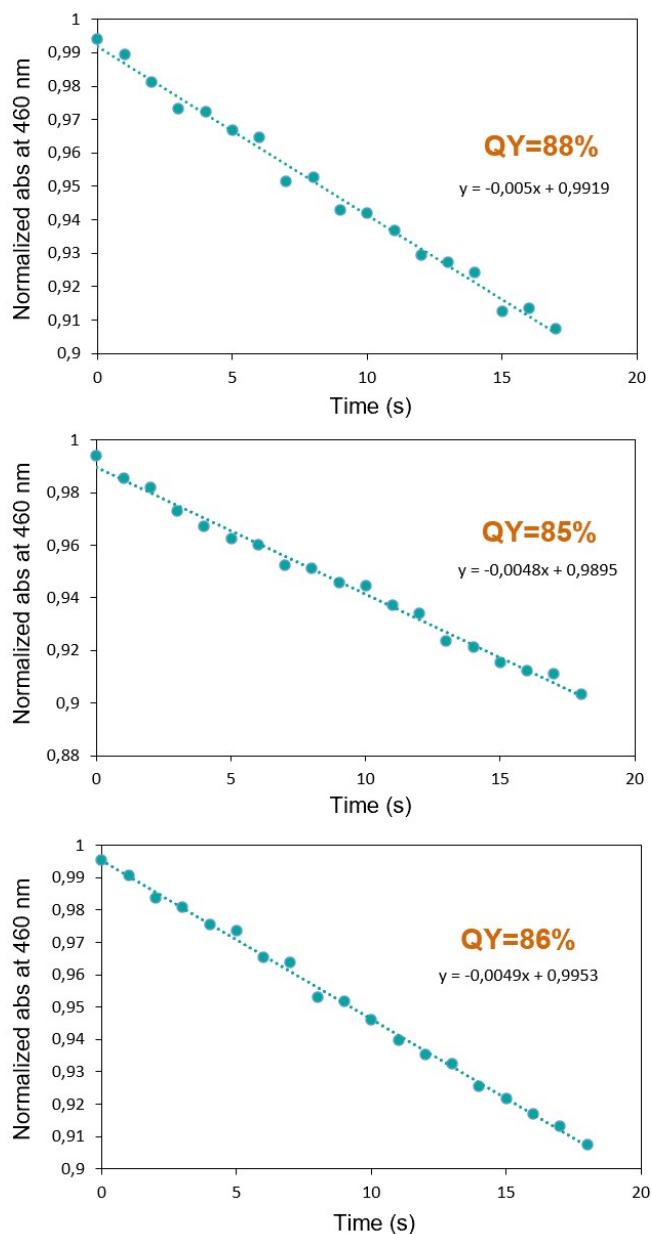 1
0,99
0,98
0,97
0,96
0,95
0,94
0,93
0,92
0,91
0,9
Normalized abs at 460 nm
QY=88%
y = -0,005x + 0,9919
0 5 10 15 20
Time (s)
1
0,98
0,96
0,94
0,92
0,9
0,88
Normalized abs at 460 nm
QY=85%
y = -0,0048x + 0,9895
0 5 10 15 20
Time (s)
1
0,99
0,98
0,97
0,96
0,95
0,94
0,93
0,92
0,91
0,9
Normalized abs at 460 nm
QY=86%
y = -0,0049x + 0,9953
0 5 10 15 20
Time (s)